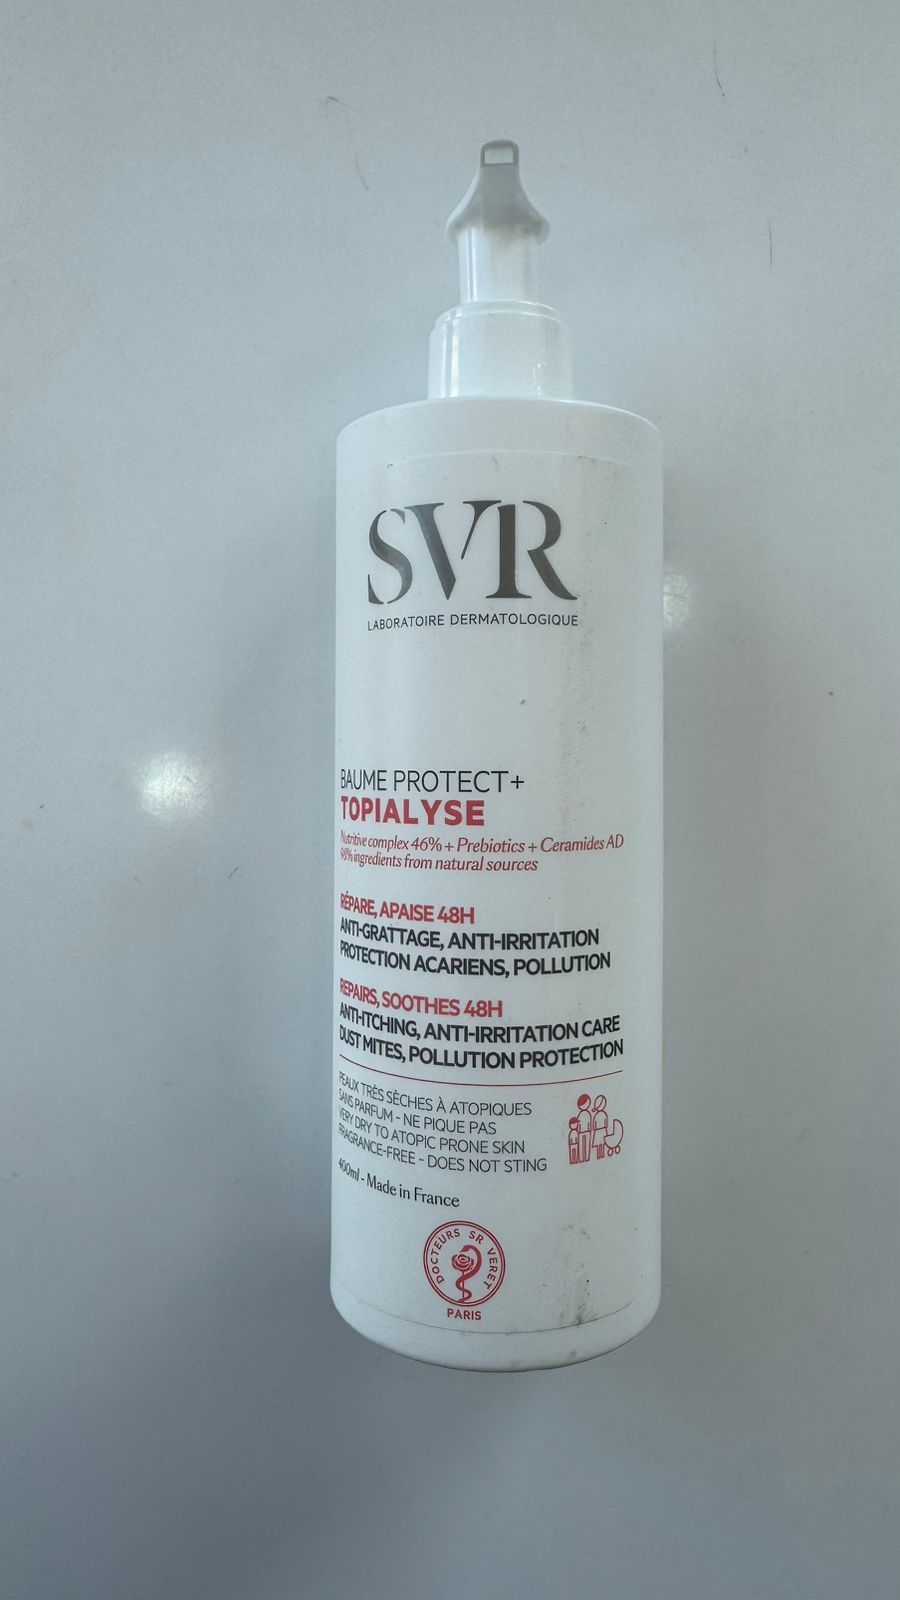 SVR
LABORATOIRE DERMATOLOGIQUE
BAUME PROTECT+
TOPIALYSE
Nutritive complex 46% + Prebiotics + Ceramides AD
98% ingredients from natural sources
RÉPARE, APAISE 48H
ANTI-GRATTAGE, ANTI-IRRITATION
PROTECTION ACARIENS, POLLUTION
REPAIRS, SOOTHES 48H
ANTI-ITCHING, ANTI-IRRITATION CARE
DUST MITES, POLLUTION PROTECTION
PEAUX TRÈS SÈCHES À ATOPIQUES
SANS PARFUM - NE PIQUE PAS
VERY DRY TO ATOPIC PRONE SKIN
FRAGRANCE-FREE - DOES NOT STING
400ml - Made in France
DOCTEURS SR VERET
PARIS